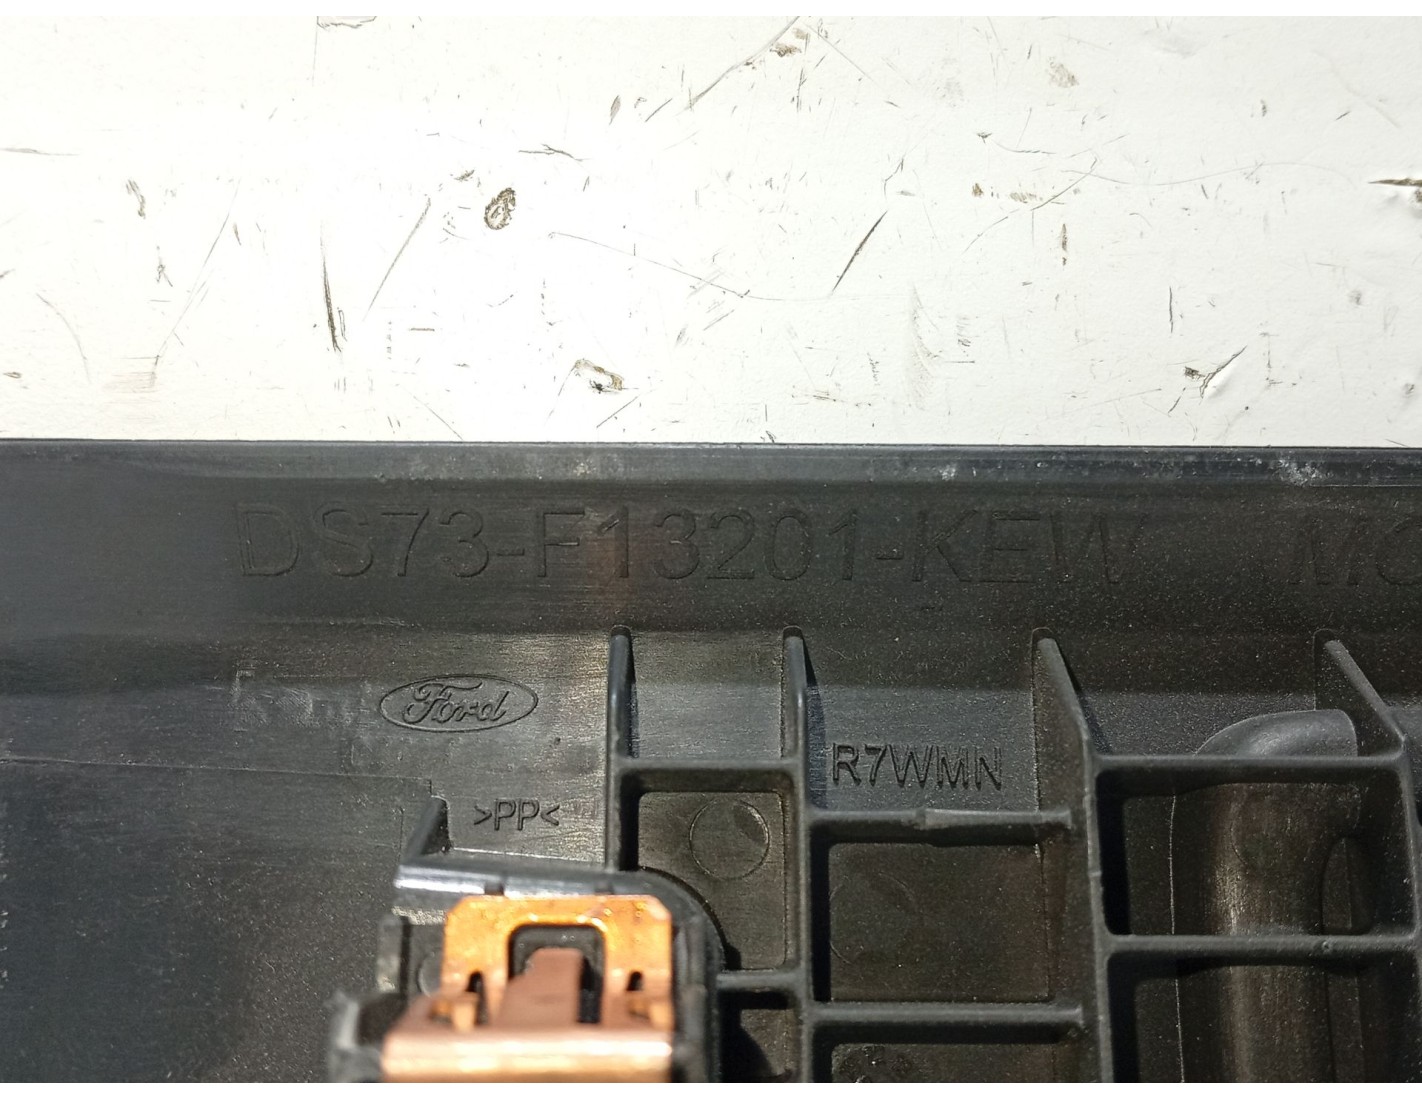 DS73-F13201-KEW
Ford
R7WMN
>PP<